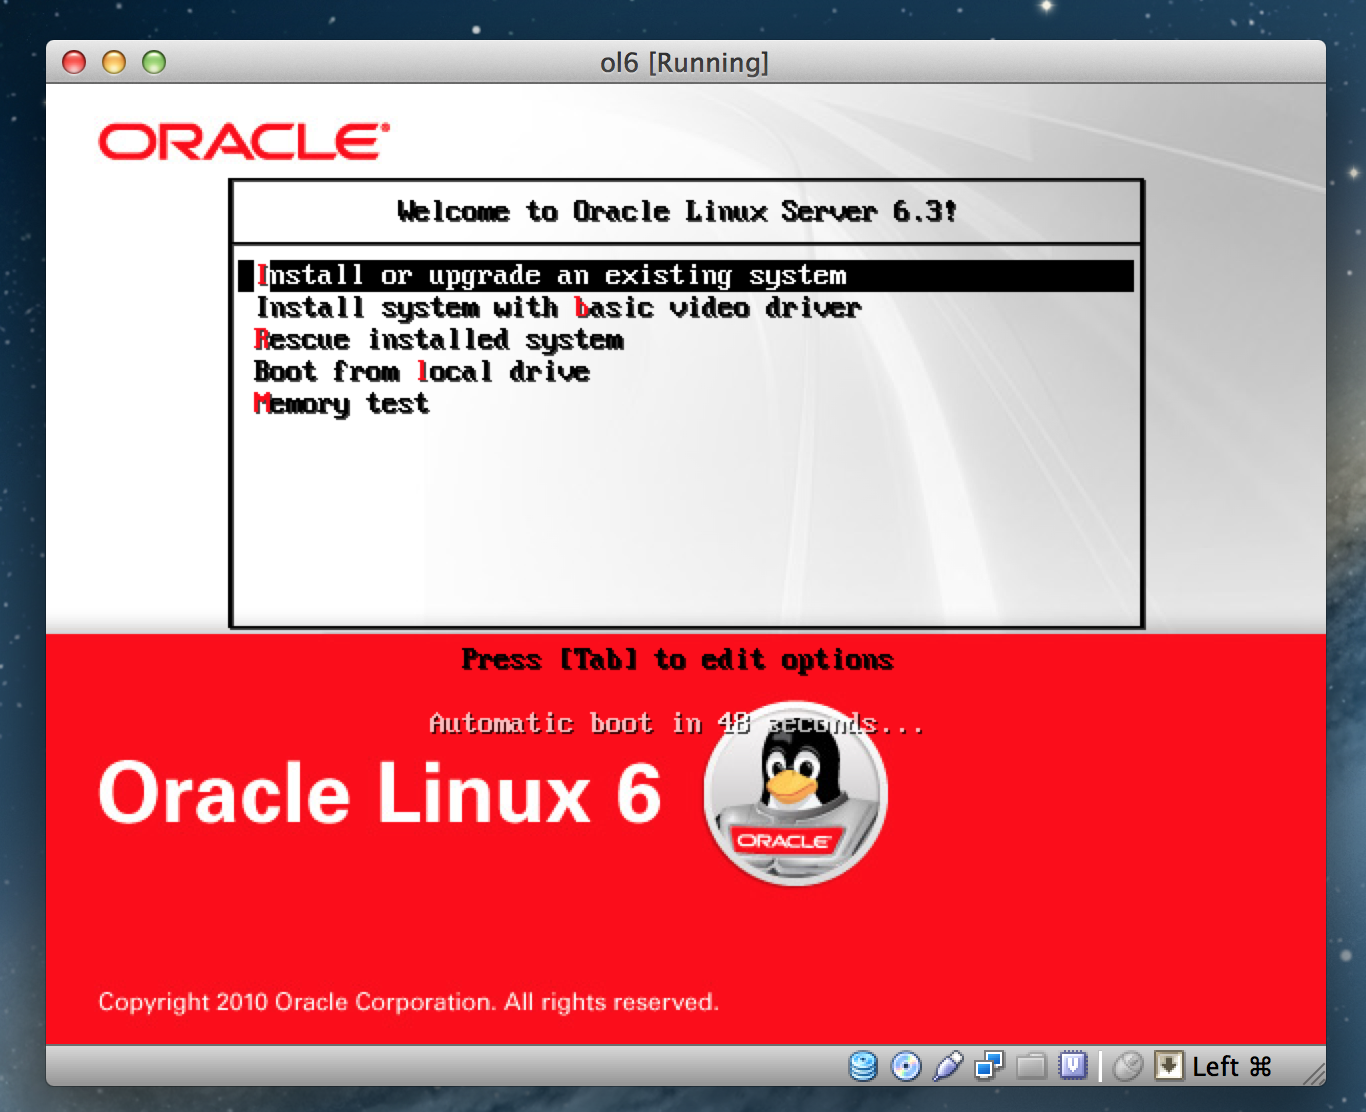 ol6 [Running]
ORACLE
Welcome to Oracle Linux Server 6.3!
Install or upgrade an existing system
Install system with basic video driver
Rescue installed system
Boot from local drive
Memory test
Press [Tab] to edit options
Automatic boot in 48 seconds...
Oracle Linux 6
ORACLE
Copyright 2010 Oracle Corporation. All rights reserved.
Left ⌘